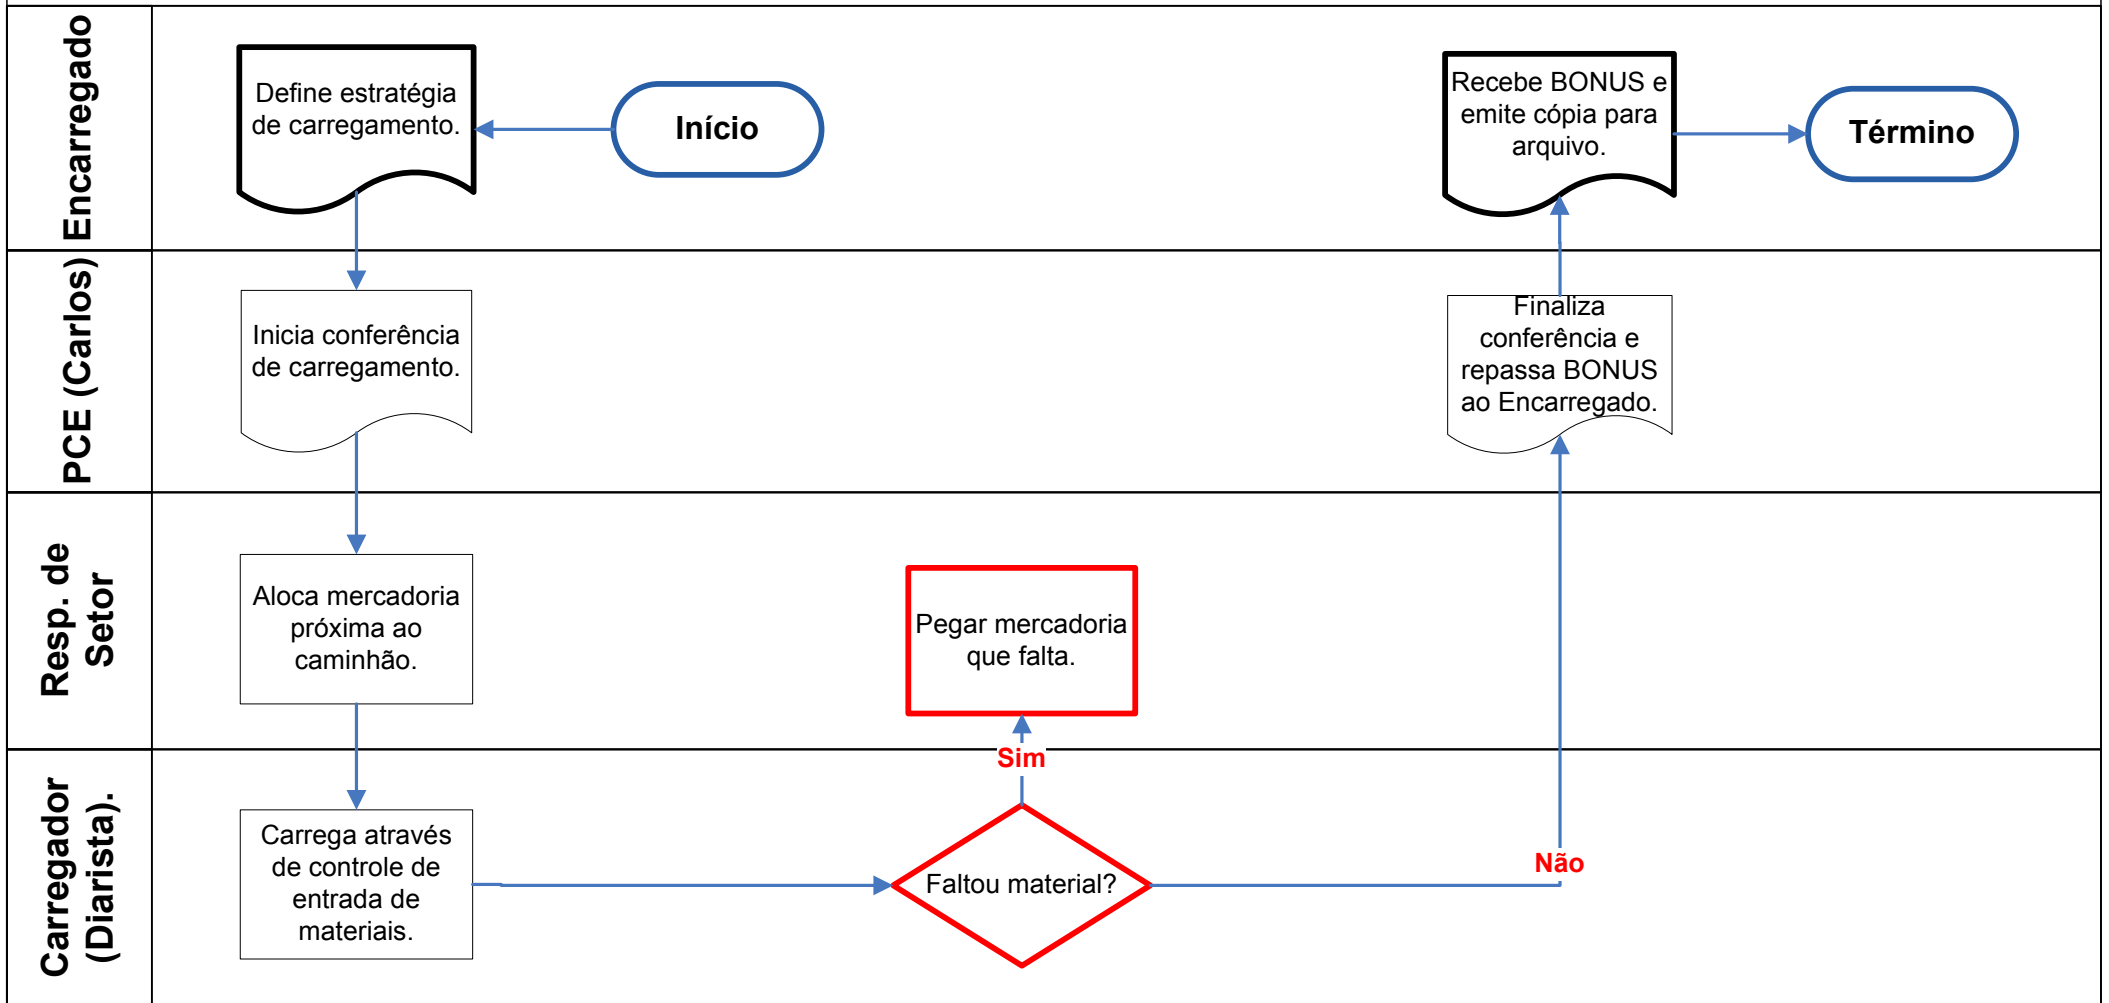 Encarregado
Define estratégia
de carregamento.
Início
Recebe BONUS e
emite cópia para
arquivo.
Término
PCE (Carlos)
Inicia conferência
de carregamento.
Finaliza
conferência e
repassa BONUS
ao Encarregado.
Resp. de
Setor
Aloca mercadoria
próxima ao
caminhão.
Pegar mercadoria
que falta.
Sim
Carregador
(Diarista).
Carrega através
de controle de
entrada de
materiais.
Faltou material?
Não